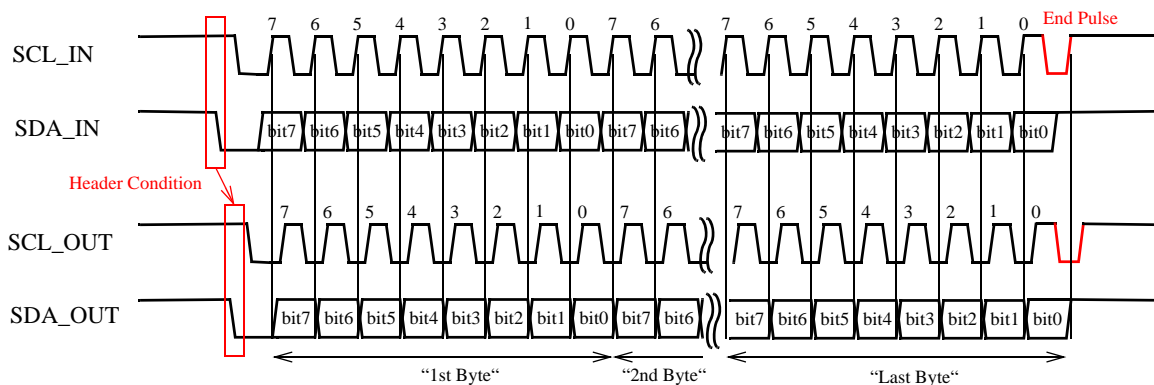 7 6 5 4 3 2 1 0 7 6 7 6 5 4 3 2 1 0 End Pulse
SCL_IN
SDA_IN bit7 bit6 bit5 bit4 bit3 bit2 bit1 bit0 bit7 bit6 bit7 bit6 bit5 bit4 bit3 bit2 bit1 bit0
Header Condition
7 6 5 4 3 2 1 0 7 6 7 6 5 4 3 2 1 0
SCL_OUT
SDA_OUT bit7 bit6 bit5 bit4 bit3 bit2 bit1 bit0 bit7 bit6 bit7 bit6 bit5 bit4 bit3 bit2 bit1 bit0
“1st Byte“ “2nd Byte“ “Last Byte“